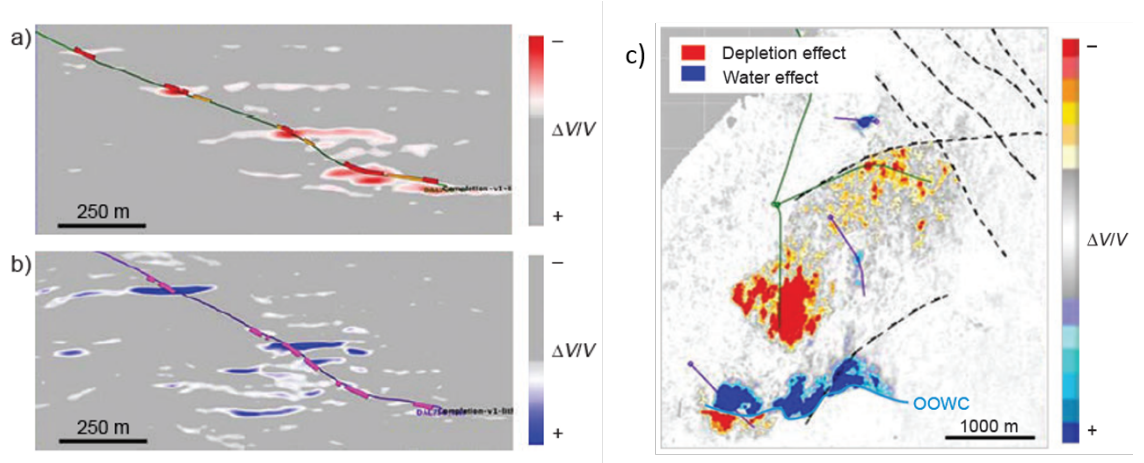 a)
−
ΔV/V
+
250 m
b)
−
ΔV/V
+
250 m
c)
Depletion effect
Water effect
−
ΔV/V
+
OOWC
1000 m